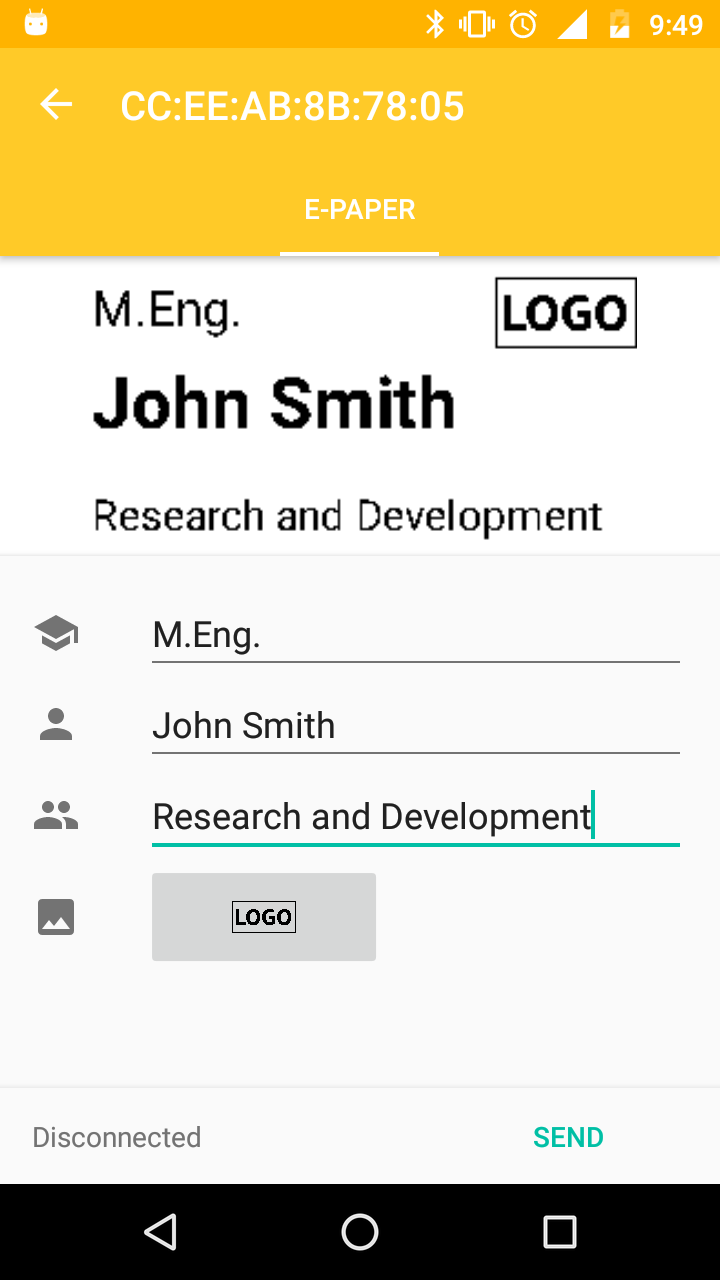 9:49
CC:EE:AB:8B:78:05
E-PAPER
M.Eng.
LOGO
John Smith
Research and Development
M.Eng.
John Smith
Research and Development
LOGO
Disconnected
SEND